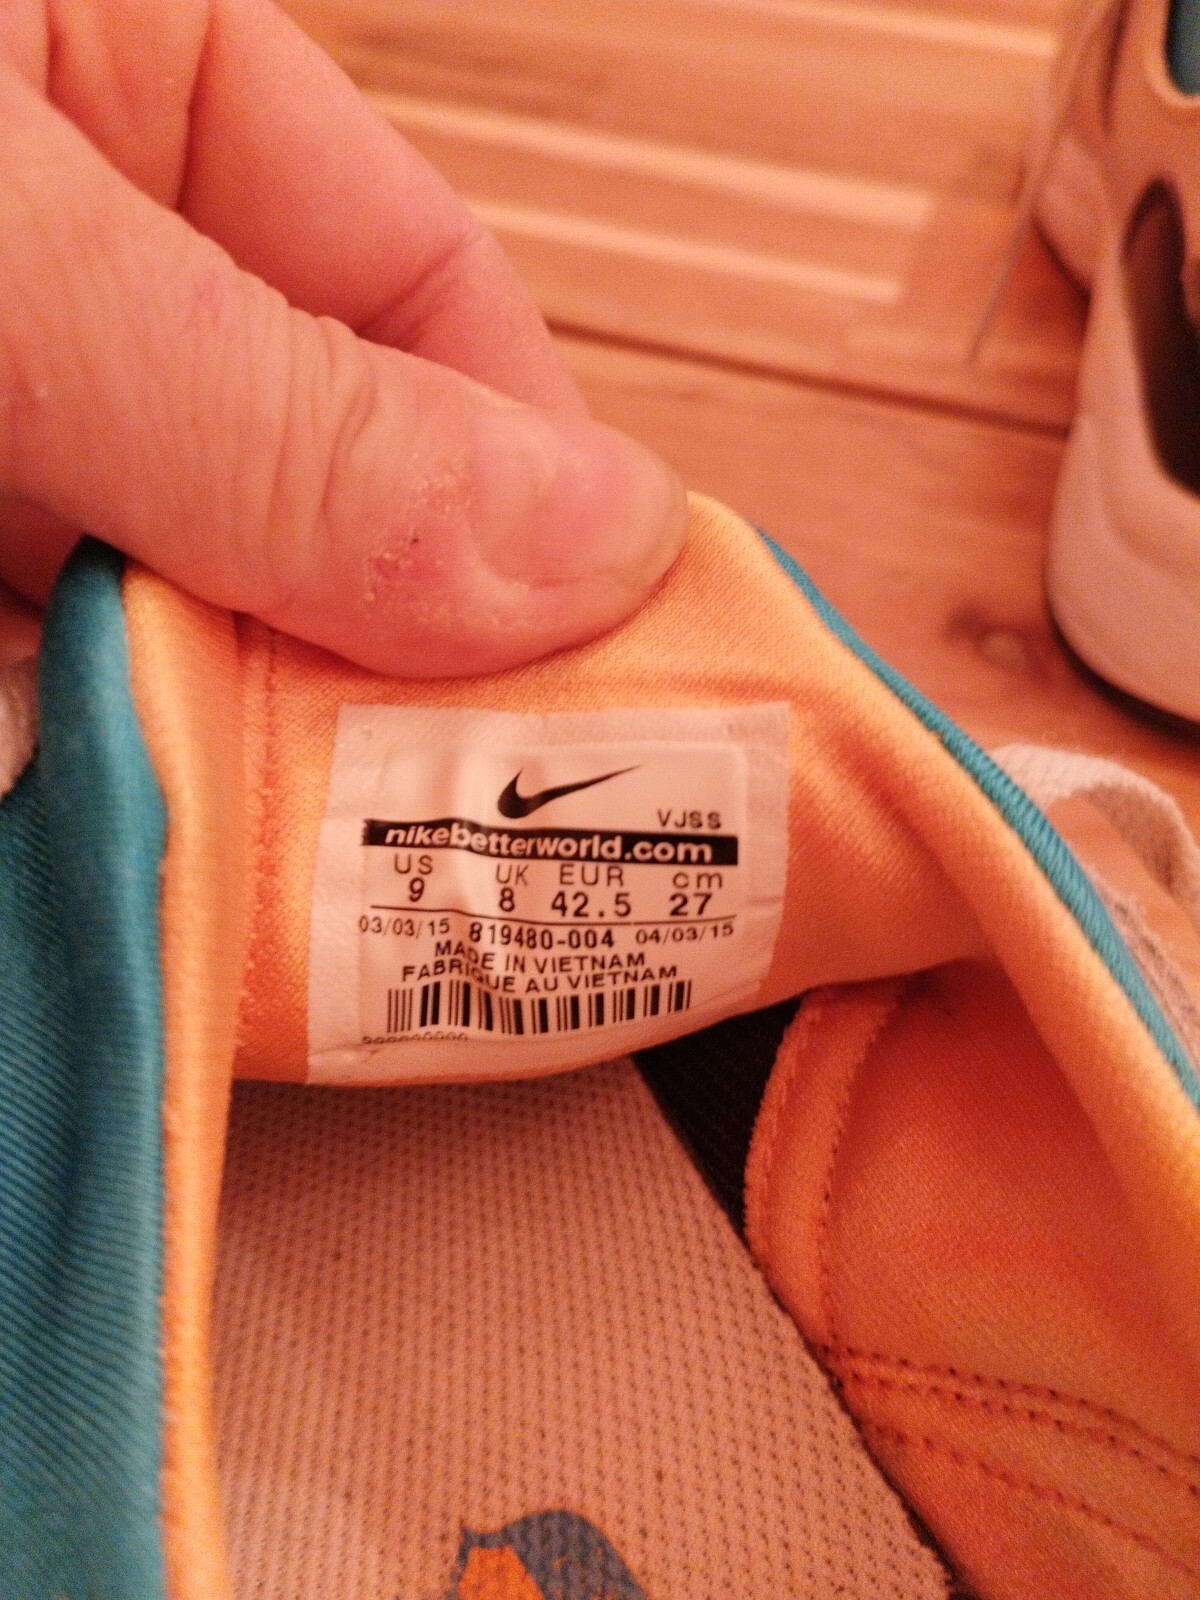 VJSS
nikebetterworld.com
US UK EUR cm
9 8 42.5 27
03/03/15 819480-004 04/03/15
MADE IN VIETNAM
FABRIQUE AU VIETNAM